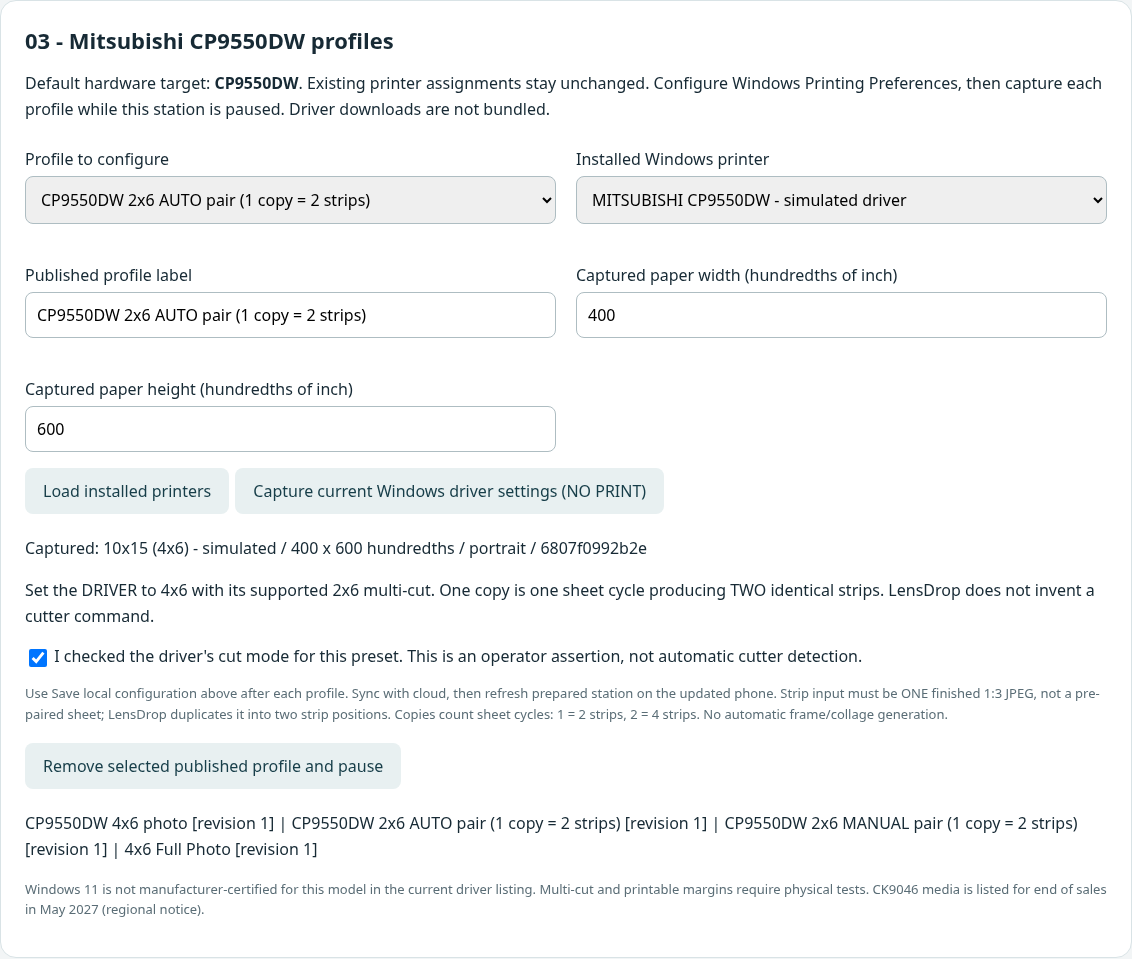 03 - Mitsubishi CP9550DW profiles
Default hardware target: CP9550DW. Existing printer assignments stay unchanged. Configure Windows Printing Preferences, then capture each
profile while this station is paused. Driver downloads are not bundled.
Profile to configure
Installed Windows printer
CP9550DW 2x6 AUTO pair (1 copy = 2 strips)
MITSUBISHI CP9550DW - simulated driver
Published profile label
Captured paper width (hundredths of inch)
CP9550DW 2x6 AUTO pair (1 copy = 2 strips)
400
Captured paper height (hundredths of inch)
600
Load installed printers
Capture current Windows driver settings (NO PRINT)
Captured: 10x15 (4x6) - simulated / 400 x 600 hundredths / portrait / 6807f0992b2e
Set the DRIVER to 4x6 with its supported 2x6 multi-cut. One copy is one sheet cycle producing TWO identical strips. LensDrop does not invent a
cutter command.
I checked the driver's cut mode for this preset. This is an operator assertion, not automatic cutter detection.
Use Save local configuration above after each profile. Sync with cloud, then refresh prepared station on the updated phone. Strip input must be ONE finished 1:3 JPEG, not a pre-
paired sheet; LensDrop duplicates it into two strip positions. Copies count sheet cycles: 1 = 2 strips, 2 = 4 strips. No automatic frame/collage generation.
Remove selected published profile and pause
CP9550DW 4x6 photo [revision 1] | CP9550DW 2x6 AUTO pair (1 copy = 2 strips) [revision 1] | CP9550DW 2x6 MANUAL pair (1 copy = 2 strips)
[revision 1] | 4x6 Full Photo [revision 1]
Windows 11 is not manufacturer-certified for this model in the current driver listing. Multi-cut and printable margins require physical tests. CK9046 media is listed for end of sales
in May 2027 (regional notice).